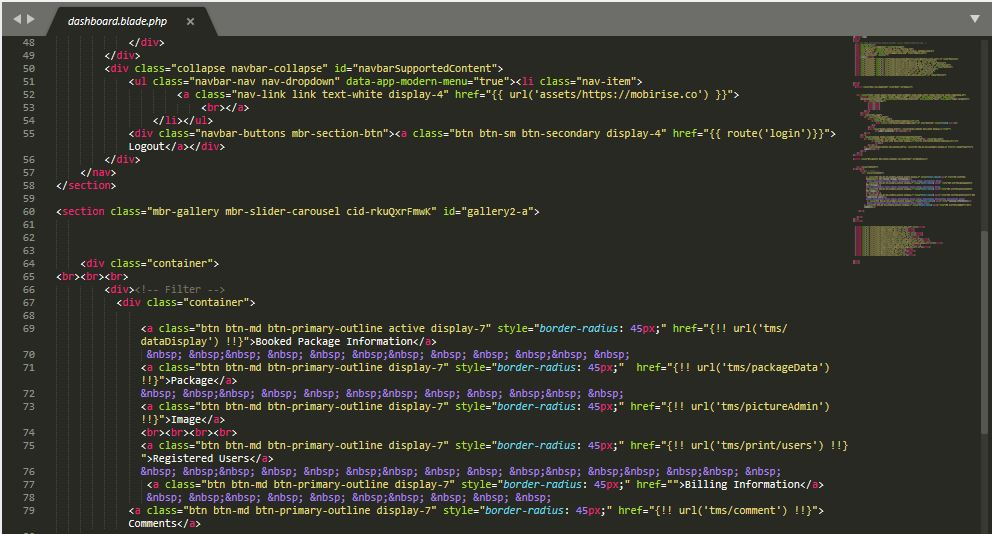 dashboard.blade.php
48 </div>
49 </div>
50 <div class="collapse navbar-collapse" id="navbarSupportedContent">
51 <ul class="navbar-nav nav-dropdown" data-app-modern-menu="true"><li class="nav-item">
52 <a class="nav-link link text-white display-4" href="{{ url('assets/https://mobirise.co') }}">
53 <br></a>
54 </li></ul>
55 <div class="navbar-buttons mbr-section-btn"><a class="btn btn-sm btn-secondary display-4" href="{{ route('login')}}">
Logout</a></div>
56 </div>
57 </nav>
58 </section>
59
60 <section class="mbr-gallery mbr-slider-carousel cid-rkuQxrFmwK" id="gallery2-a">
61
62
63
64 <div class="container">
65 <br><br><br>
66 <div><!-- Filter -->
67 <div class="container">
68
69 <a class="btn btn-md btn-primary-outline active display-7" style="border-radius: 45px;" href="{!! url('tms/
dataDisplay') !!}">Booked Package Information</a>
70 &nbsp; &nbsp;&nbsp; &nbsp; &nbsp; &nbsp;&nbsp; &nbsp; &nbsp; &nbsp; &nbsp;&nbsp; &nbsp;
71 <a class="btn btn-md btn-primary-outline display-7" style="border-radius: 45px;" href="{!! url('tms/packageData')
!!}">Package</a>
72 &nbsp; &nbsp;&nbsp; &nbsp; &nbsp; &nbsp;&nbsp; &nbsp; &nbsp; &nbsp; &nbsp;&nbsp; &nbsp;
73 <a class="btn btn-md btn-primary-outline display-7" style="border-radius: 45px;" href="{!! url('tms/pictureAdmin')
!!}">Image</a>
74 <br><br><br><br>
75 <a class="btn btn-md btn-primary-outline display-7" style="border-radius: 45px;" href="{!! url('tms/print/users') !!}
">Registered Users</a>
76 &nbsp; &nbsp;&nbsp; &nbsp; &nbsp; &nbsp;&nbsp; &nbsp; &nbsp; &nbsp; &nbsp; &nbsp;&nbsp; &nbsp;&nbsp; &nbsp;
77 <a class="btn btn-md btn-primary-outline display-7" style="border-radius: 45px;" href="">Billing Information</a>
78 &nbsp; &nbsp;&nbsp; &nbsp; &nbsp; &nbsp;&nbsp; &nbsp; &nbsp; &nbsp; &nbsp;
79 <a class="btn btn-md btn-primary-outline display-7" style="border-radius: 45px;" href="{!! url('tms/comment') !!}">
Comments</a>